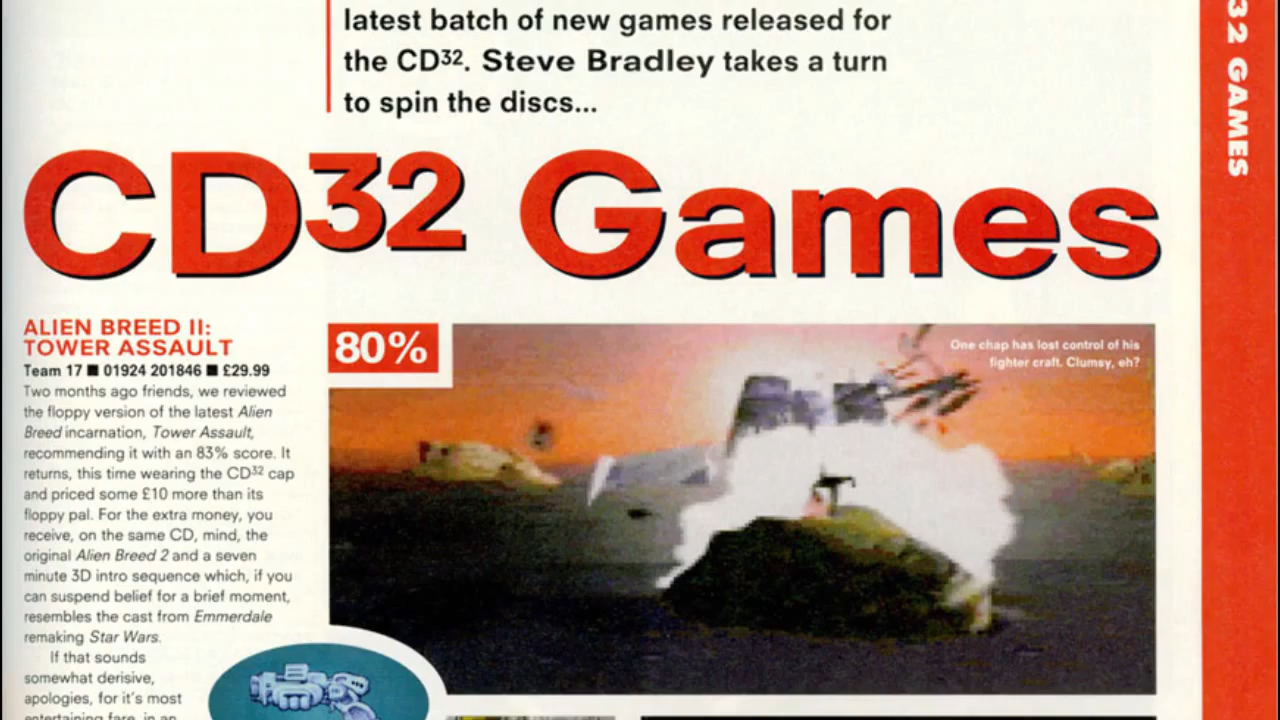 latest batch of new games released for
the CD32. Steve Bradley takes a turn
to spin the discs...
CD32 Games
32 GAMES
ALIEN BREED II:
TOWER ASSAULT
Team 17 ■ 01924 201846 ■ £29.99
Two months ago friends, we reviewed
the floppy version of the latest Alien
Breed incarnation, Tower Assault,
recommending it with an 83% score. It
returns, this time wearing the CD32 cap
and priced some £10 more than its
floppy pal. For the extra money, you
receive, on the same CD, mind, the
original Alien Breed 2 and a seven
minute 3D intro sequence which, if you
can suspend belief for a brief moment,
resembles the cast from Emmerdale
remaking Star Wars.
If that sounds
somewhat derisive,
apologies, for it's most
entertaining fare, in an
80%
One chap has lost control of his
fighter craft. Clumsy, eh?